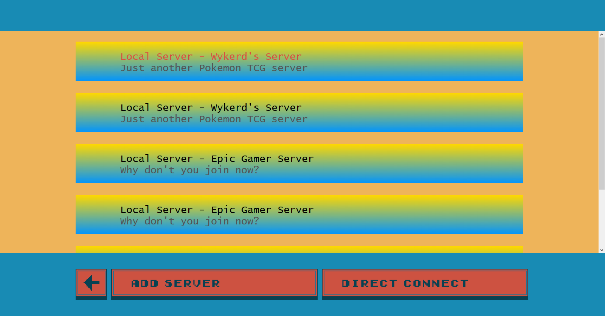 Local Server - Wykerd's Server
Just another Pokemon TCG server
Local Server - Wykerd's Server
Just another Pokemon TCG server
Local Server - Epic Gamer Server
Why don't you join now?
Local Server - Epic Gamer Server
Why don't you join now?
ADD SERVER
DIRECT CONNECT